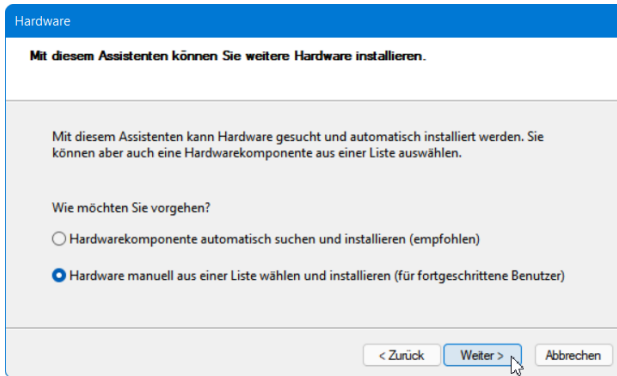 Hardware
Mit diesem Assistenten können Sie weitere Hardware installieren.
Mit diesem Assistenten kann Hardware gesucht und automatisch installiert werden. Sie
können aber auch eine Hardwarekomponente aus einer Liste auswählen.
Wie möchten Sie vorgehen?
Hardwarekomponente automatisch suchen und installieren (empfohlen)
Hardware manuell aus einer Liste wählen und installieren (für fortgeschrittene Benutzer)
< Zurück Weiter > Abbrechen